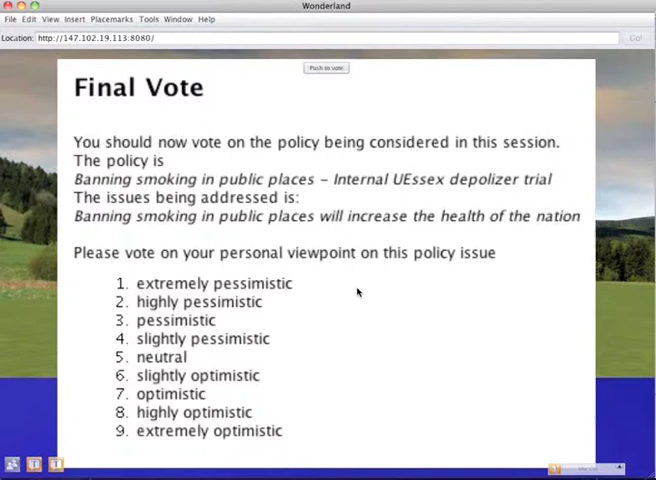 Wonderland
File Edit View Insert Placemarks Tools Window Help
Location: http://147.102.19.113:8080/
Go!
Push to vote
Final Vote
You should now vote on the policy being considered in this session.
The policy is
Banning smoking in public places – Internal UEssex depolizer trial
The issues being addressed is:
Banning smoking in public places will increase the health of the nation
Please vote on your personal viewpoint on this policy issue
1. extremely pessimistic
2. highly pessimistic
3. pessimistic
4. slightly pessimistic
5. neutral
6. slightly optimistic
7. optimistic
8. highly optimistic
9. extremely optimistic